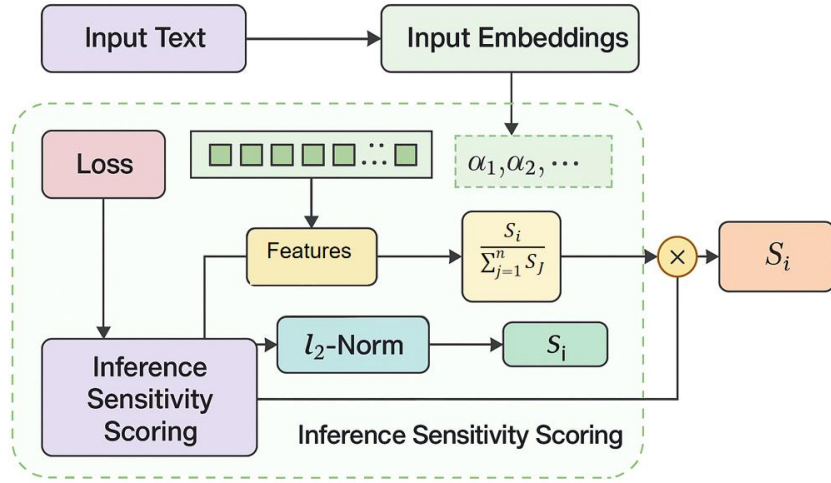 Input Text
Input Embeddings
Loss
α₁,α₂,⋯
Features
Sᵢ
∑ⁿⱼ₌₁ S_J
×
Sᵢ
Inference
Sensitivity
Scoring
l₂-Norm
Sᵢ
Inference Sensitivity Scoring